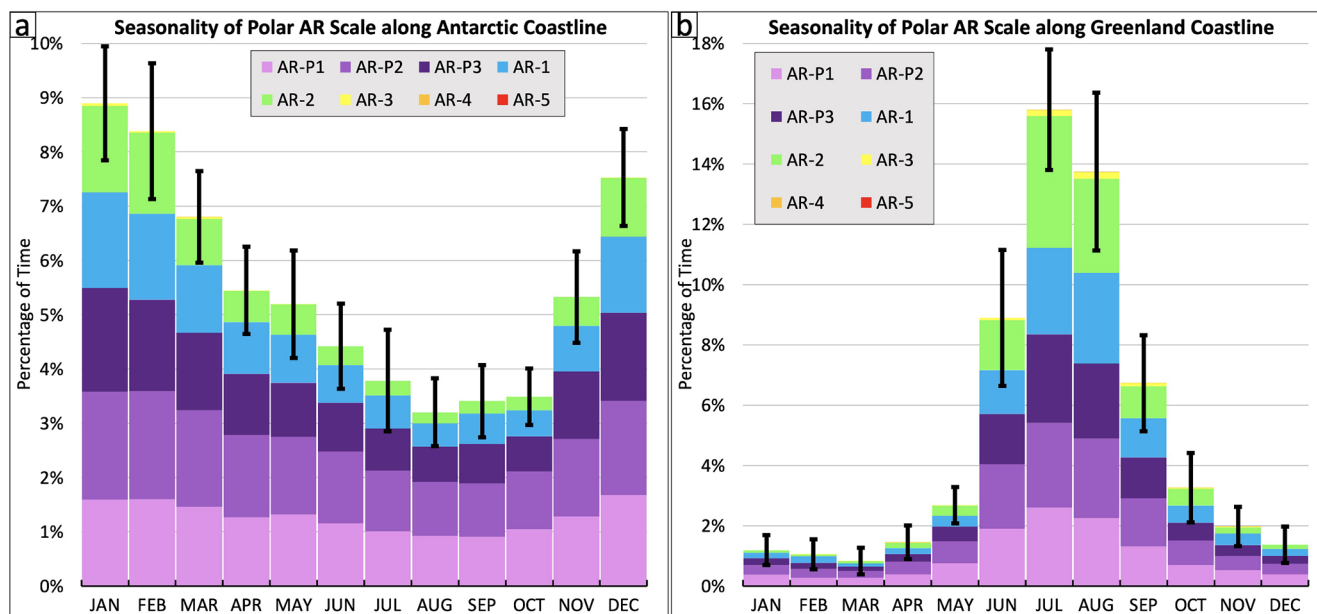 a
Seasonality of Polar AR Scale along Antarctic Coastline
AR-P1 AR-P2 AR-P3 AR-1
AR-2 AR-3 AR-4 AR-5
Percentage of Time
10%
9%
8%
7%
6%
5%
4%
3%
2%
1%
0%
JAN FEB MAR APR MAY JUN JUL AUG SEP OCT NOV DEC
b
Seasonality of Polar AR Scale along Greenland Coastline
AR-P1 AR-P2
AR-P3 AR-1
AR-2 AR-3
AR-4 AR-5
Percentage of Time
18%
16%
14%
12%
10%
8%
6%
4%
2%
0%
JAN FEB MAR APR MAY JUN JUL AUG SEP OCT NOV DEC